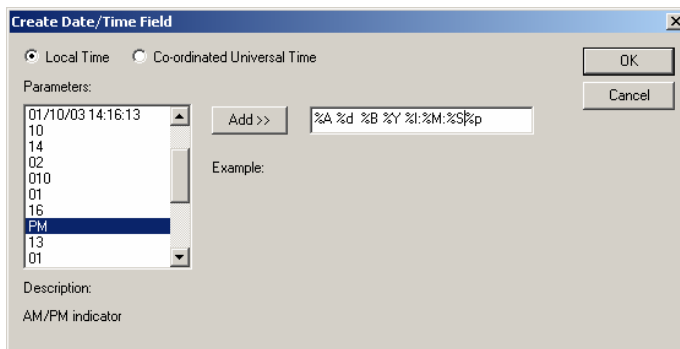 Create Date/Time Field
Local Time Co-ordinated Universal Time
OK
Cancel
Parameters:
01/10/03 14:16:13
10
14
02
010
01
16
PM
13
01
Add >>
%A %d  %B %Y %I:%M:%S%p
Example:
Description:
AM/PM indicator